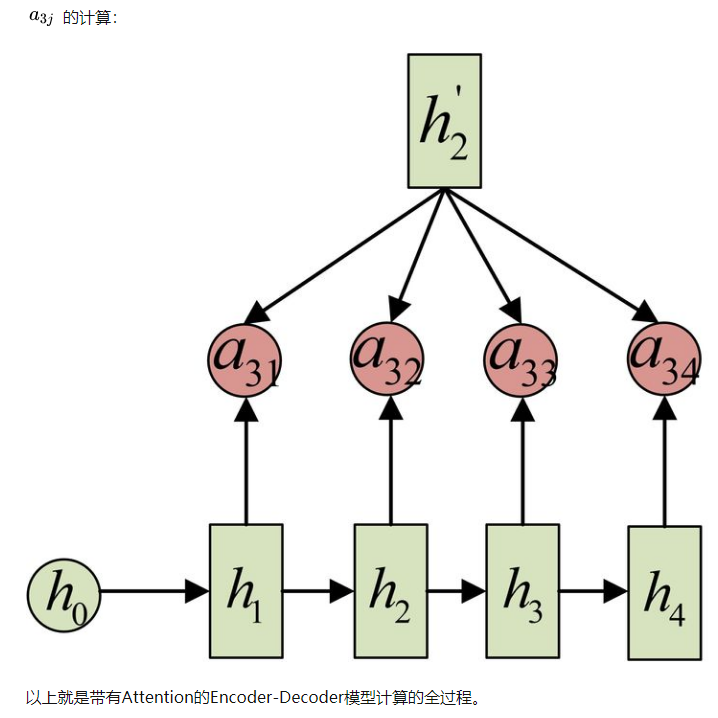 a3j 的计算：
h2'
a31 a32 a33 a34
h0 h1 h2 h3 h4
以上就是带有Attention的Encoder-Decoder模型计算的全过程。